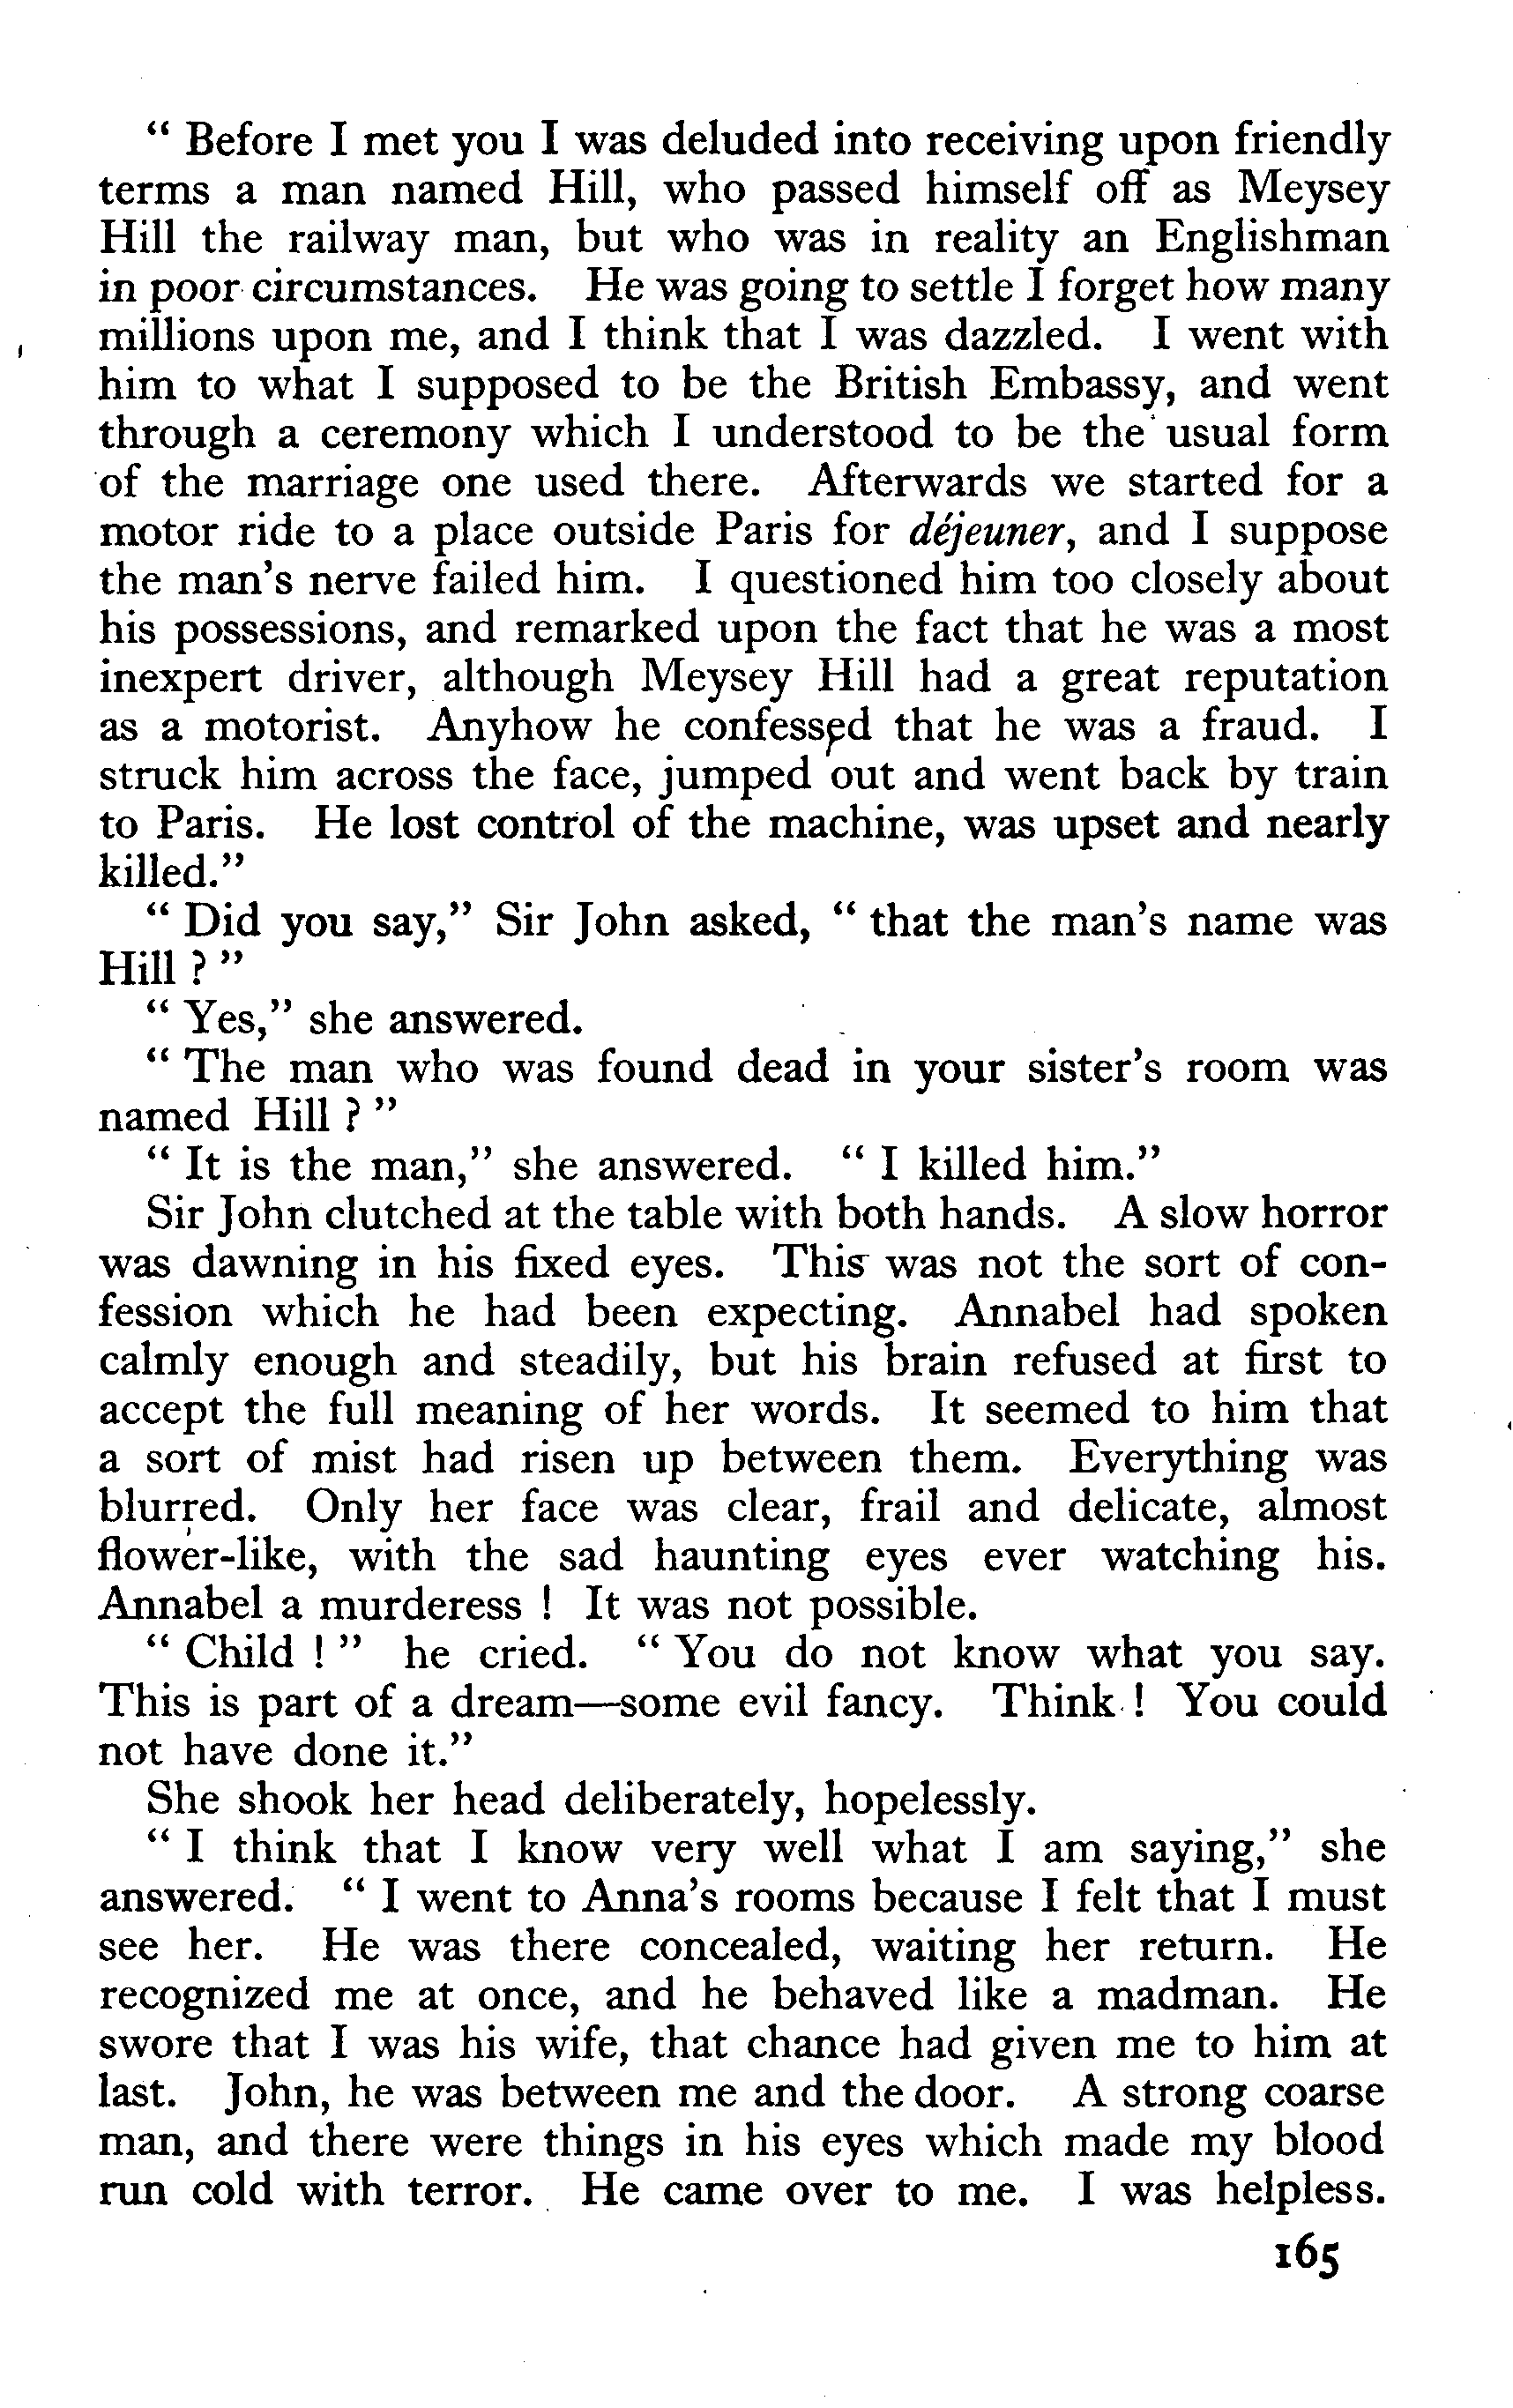 “ Before I met you I was deluded into receiving upon friendly
terms a man named Hill, who passed himself off as Meysey
Hill the railway man, but who was in reality an Englishman
in poor circumstances. He was going to settle I forget how many
millions upon me, and I think that I was dazzled. I went with
him to what I supposed to be the British Embassy, and went
through a ceremony which I understood to be the usual form
of the marriage one used there. Afterwards we started for a
motor ride to a place outside Paris for déjeuner, and I suppose
the man’s nerve failed him. I questioned him too closely about
his possessions, and remarked upon the fact that he was a most
inexpert driver, although Meysey Hill had a great reputation
as a motorist. Anyhow he confessed that he was a fraud. I
struck him across the face, jumped out and went back by train
to Paris. He lost control of the machine, was upset and nearly
killed.”
“ Did you say,” Sir John asked, “ that the man’s name was
Hill ? ”
“ Yes,” she answered.
“ The man who was found dead in your sister’s room was
named Hill ? ”
“ It is the man,” she answered. “ I killed him.”
Sir John clutched at the table with both hands. A slow horror
was dawning in his fixed eyes. This was not the sort of con-
fession which he had been expecting. Annabel had spoken
calmly enough and steadily, but his brain refused at first to
accept the full meaning of her words. It seemed to him that
a sort of mist had risen up between them. Everything was
blurred. Only her face was clear, frail and delicate, almost
flower-like, with the sad haunting eyes ever watching his.
Annabel a murderess ! It was not possible.
“ Child ! ” he cried. “ You do not know what you say.
This is part of a dream—some evil fancy. Think ! You could
not have done it.”
She shook her head deliberately, hopelessly.
“ I think that I know very well what I am saying,” she
answered. “ I went to Anna’s rooms because I felt that I must
see her. He was there concealed, waiting her return. He
recognized me at once, and he behaved like a madman. He
swore that I was his wife, that chance had given me to him at
last. John, he was between me and the door. A strong coarse
man, and there were things in his eyes which made my blood
run cold with terror. He came over to me. I was helpless.
165